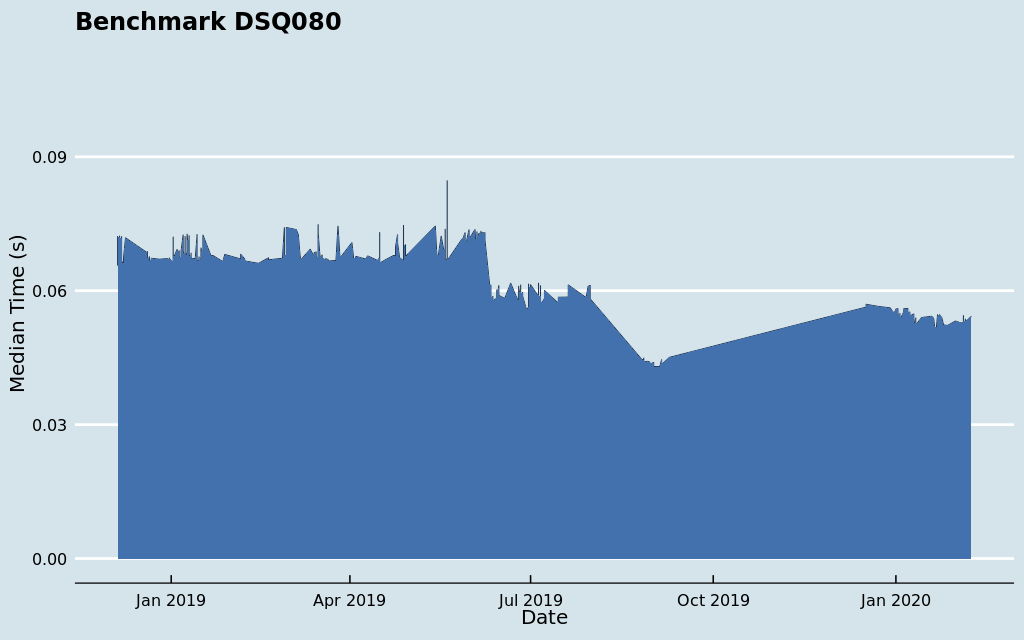 Benchmark DSQ080
Median Time (s)
0.09
0.06
0.03
0.00
Jan 2019
Apr 2019
Jul 2019
Oct 2019
Jan 2020
Date